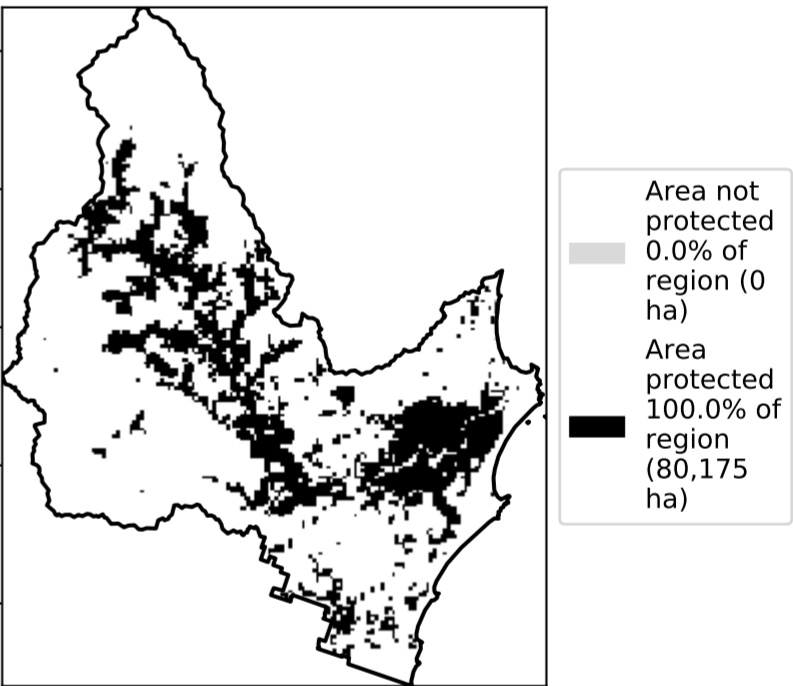 Area not
protected
0.0% of
region (0
ha)
Area
protected
100.0% of
region
(80,175
ha)